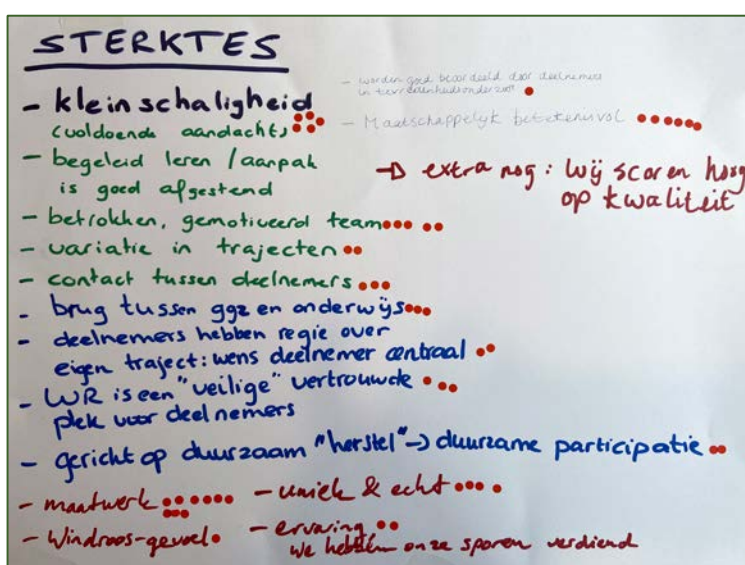 STERKTES
- kleinschaligheid
(voldoende aandacht)
- begeleid leren / aanpak
is goed afgestemd
- betrokken, gemotiveerd team
- variatie in trajecten
- contact tussen deelnemers
- brug tussen ggz en onderwijs
- deelnemers hebben regie over
eigen traject: wens deelnemer centraal
- WR is een "veilige" vertrouwde
plek voor deelnemers
- gericht op duurzaam "herstel" -> duurzame participatie
- maatwerk
- Windroos-gevoel
- uniek & echt
- ervaring
we hebben onze sporen verdiend
- worden goed beoordeeld door deelnemers
in tevredenheidsonderzoek
- Maatschappelijk betekenisvol
-> extra nog: Wij scoren hoog
op kwaliteit